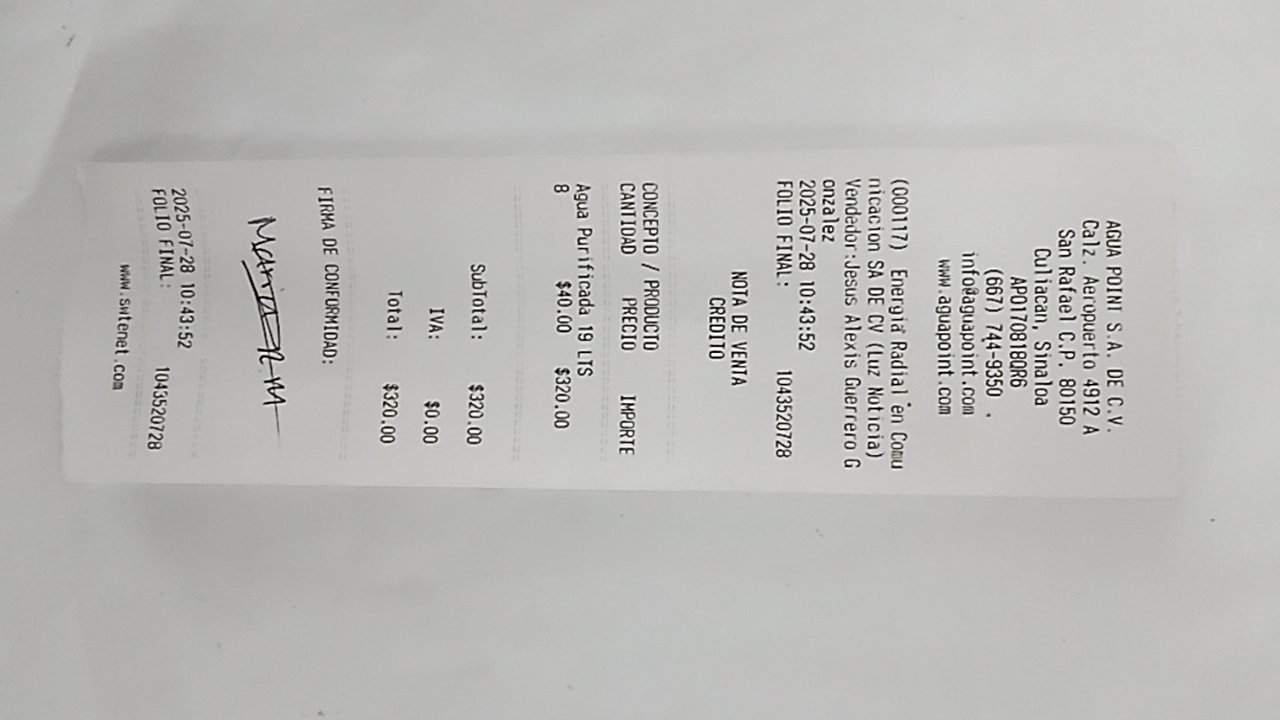 AGUA POINT S.A. DE C.V.
Calz. Aeropuerto 4912 A
San Rafael C.P. 80150
Culiacan, Sinaloa
APO170818QR6
(667) 744-9350 .
info@aguapoint.com
www.aguapoint.com
(000117) Energia Radial en Comu
nicacion SA DE CV (Luz Noticia)
Vendedor:Jesus Alexis Guerrero G
onzalez
2025-07-28 10:43:52
FOLIO FINAL: 1043520728
NOTA DE VENTA
CREDITO
CONCEPTO / PRODUCTO
CANTIDAD PRECIO IMPORTE
Agua Purificada 19 LTS
8 $40.00 $320.00
SubTotal: $320.00
IVA: $0.00
Total: $320.00
FIRMA DE CONFORMIDAD:
2025-07-28 10:43:52
FOLIO FINAL: 1043520728
www.swtenet.com